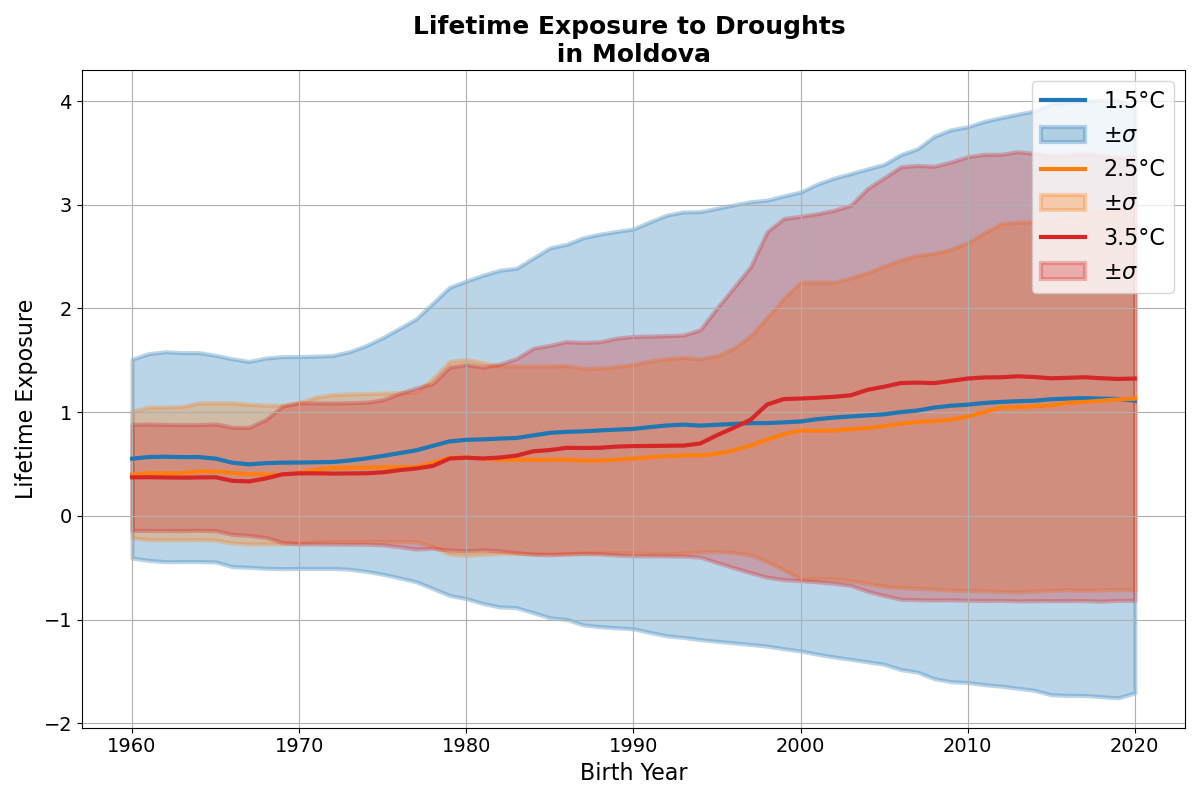 Lifetime Exposure to Droughts
in Moldova
1.5°C
±σ
2.5°C
±σ
3.5°C
±σ
Lifetime Exposure
4
3
2
1
0
−1
−2
1960 1970 1980 1990 2000 2010 2020
Birth Year